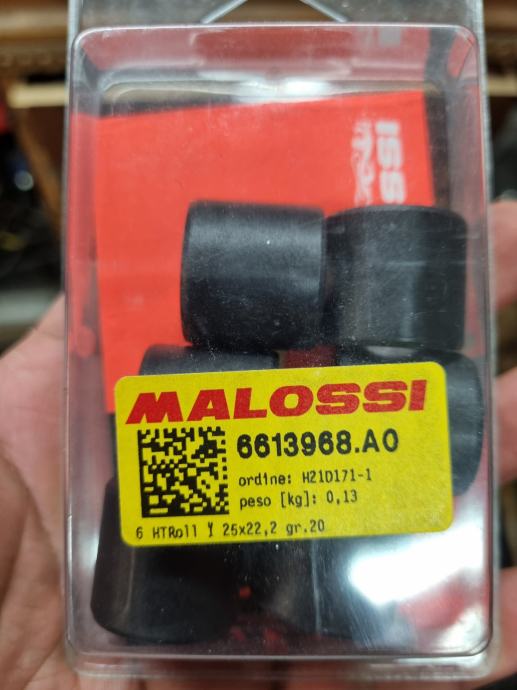 MALOSSI
6613968.A0
ordine: H21D171-1
peso [kg]: 0,13
6 HTRoll Ỵ 25x22,2 gr.20